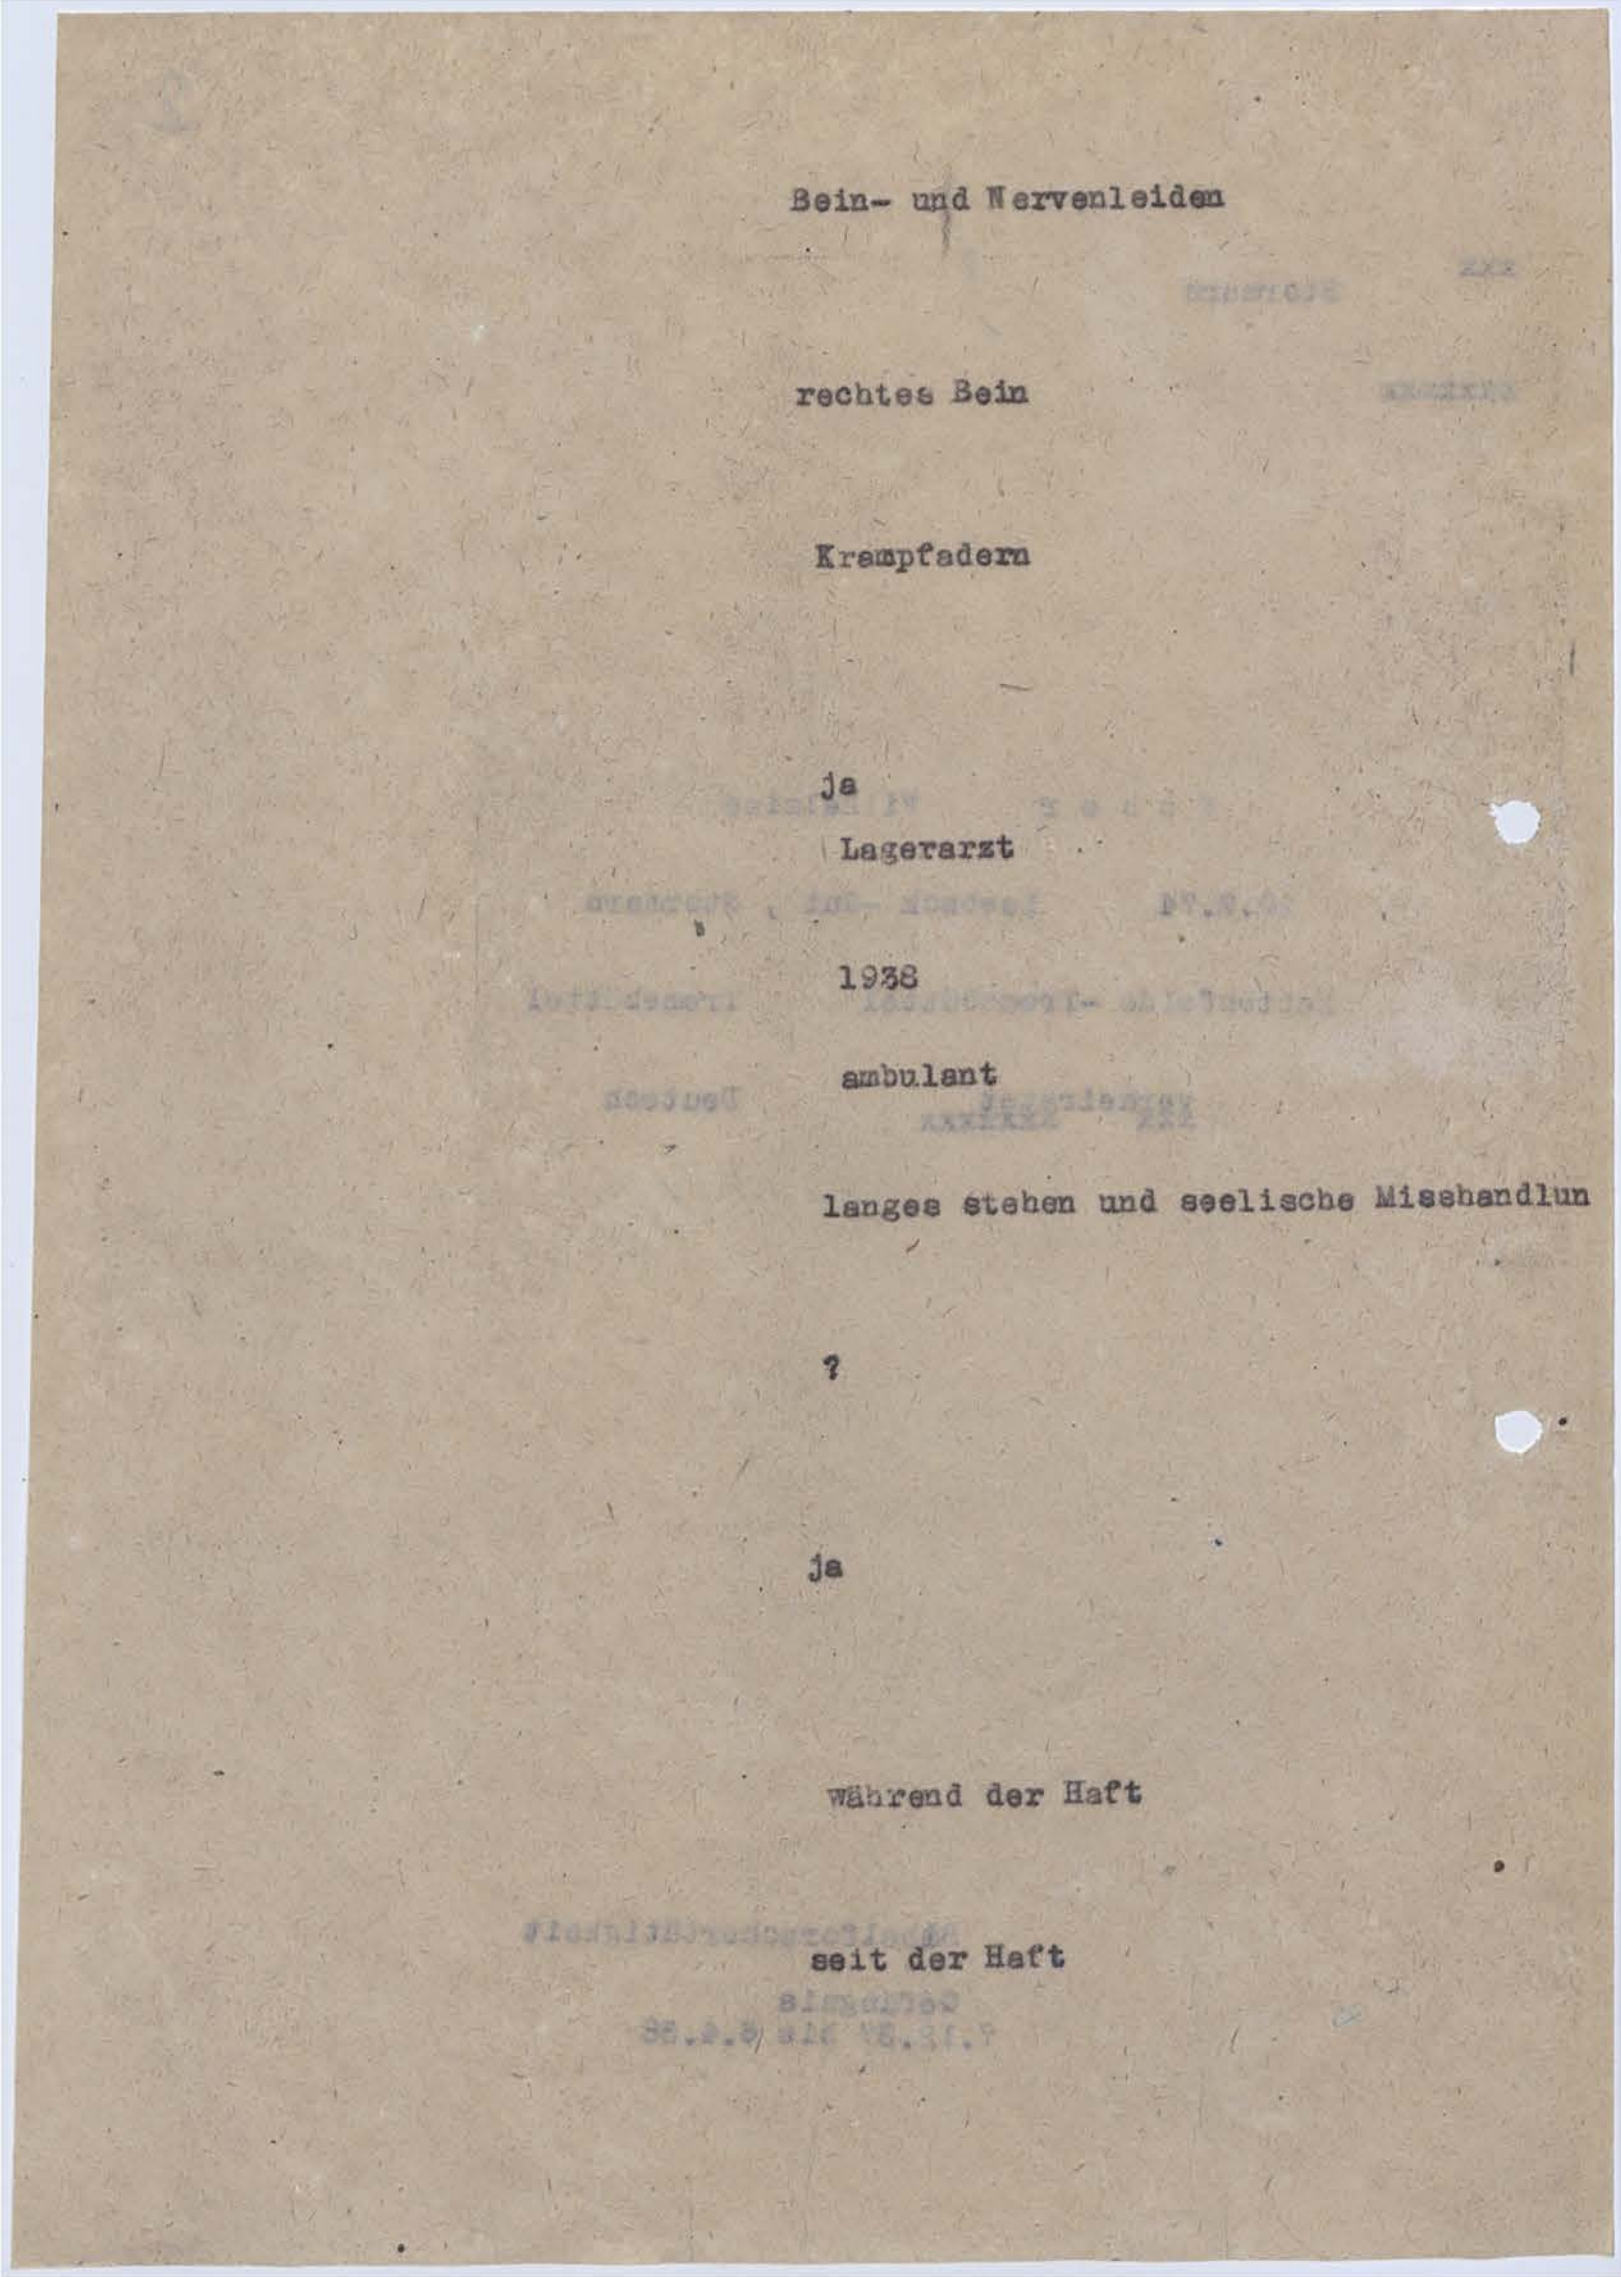 Bein- und Nervenleiden
rechtes Bein
Krampfadern
ja
Lagerarzt
1938
ambulant
langes stehen und seelische Misshandlun
?
ja
während der Haft
seit der Haft